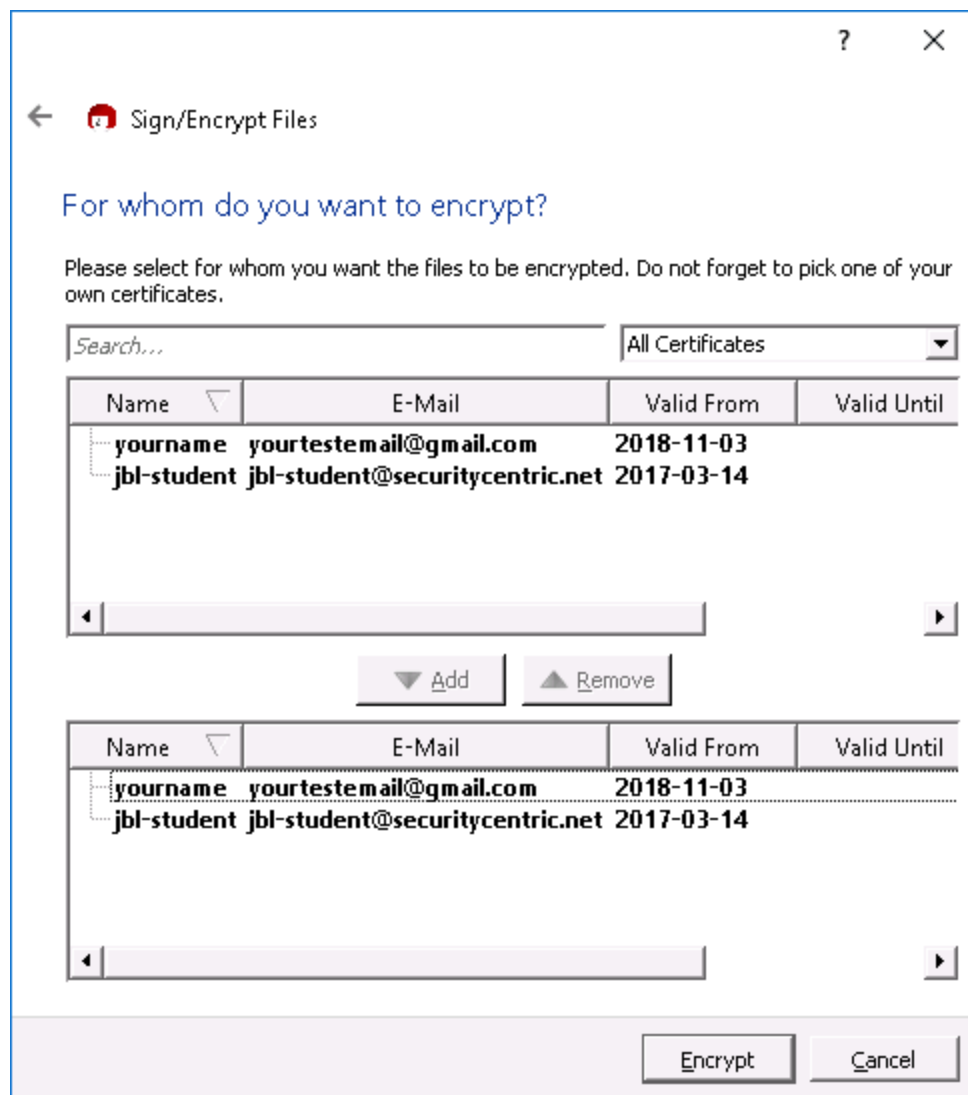 ?
Sign/Encrypt Files
For whom do you want to encrypt?
Please select for whom you want the files to be encrypted. Do not forget to pick one of your
own certificates.
Search...
All Certificates
Name E-Mail Valid From Valid Until
yourname yourtestemail@gmail.com 2018-11-03
jbl-student jbl-student@securitycentric.net 2017-03-14
Add Remove
Name E-Mail Valid From Valid Until
yourname yourtestemail@gmail.com 2018-11-03
jbl-student jbl-student@securitycentric.net 2017-03-14
Encrypt Cancel